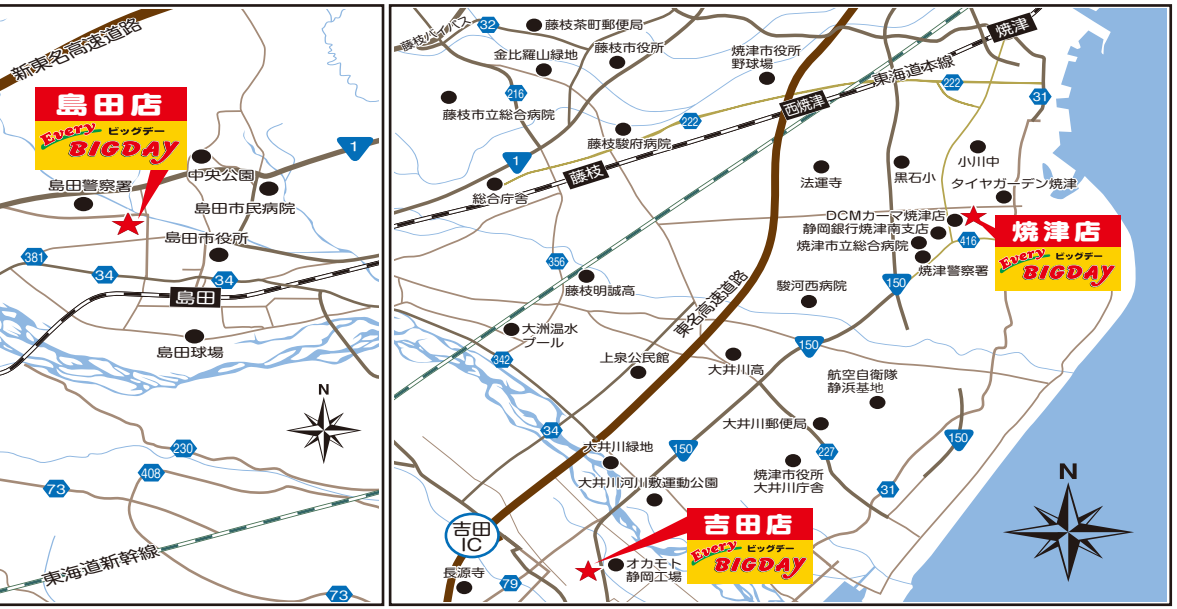 新東名高速道路
島田店
Every
ビッグデー
BIGDAY
1
中央公園
島田警察署
島田市民病院
島田市役所
381
34
34
島田
島田球場
N
230
408
73
東海道新幹線
73
藤枝バイパス
32
藤枝茶町郵便局
金比羅山緑地
藤枝市役所
焼津市役所
野球場
焼津
東海道本線
222
31
216
西焼津
藤枝市立総合病院
222
藤枝駿府病院
1
藤枝
総合庁舎
法運寺
黒石小
小川中
タイヤガーデン焼津
DCMカーマ焼津店
静岡銀行焼津南支店
焼津市立総合病院
416
焼津警察署
焼津店
Every
ビッグデー
BIGDAY
356
藤枝明誠高
東名高速道路
駿河西病院
150
大洲温水
プール
342
上泉公民館
大井川高
150
航空自衛隊
静浜基地
34
大井川緑地
150
大井川郵便局
227
150
大井川河川敷運動公園
焼津市役所
大井川庁舎
31
N
吉田
IC
吉田店
Every
ビッグデー
BIGDAY
長源寺
79
オカモト
静岡工場